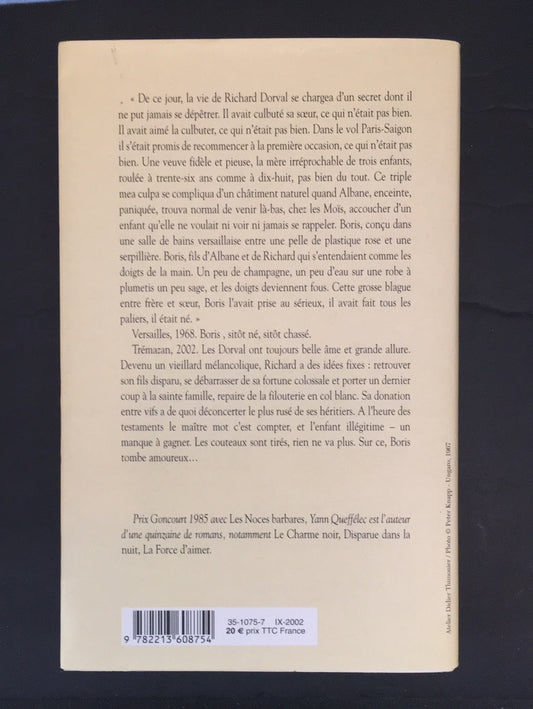 « De ce jour, la vie de Richard Dorval se chargea d'un secret dont il
ne put jamais se dépêtrer. Il avait culbuté sa sœur, ce qui n'était pas bien.
Il avait aimé la culbuter, ce qui n'était pas bien. Dans le vol Paris-Saigon
il s'était promis de recommencer à la première occasion, ce qui n'était pas
bien. Une veuve fidèle et pieuse, la mère irréprochable de trois enfants,
roulée à trente-six ans comme à dix-huit, pas bien du tout. Ce triple
mea culpa se compliqua d'un châtiment naturel quand Albane, enceinte,
paniquée, trouva normal de venir là-bas, chez les Moïs, accoucher d'un
enfant qu'elle ne voulait ni voir ni jamais se rappeler. Boris, conçu dans
une salle de bains versaillaise entre une pelle de plastique rose et une
serpillière. Boris, fils d'Albane et de Richard qui s'entendaient comme les
doigts de la main. Un peu de champagne, un peu d'eau sur une robe à
plumetis un peu sage, et les doigts deviennent fous. Cette grosse blague
entre frère et sœur, Boris l'avait prise au sérieux, il avait fait tous les
paliers, il était né. »
Versailles, 1968. Boris , sitôt né, sitôt chassé.
Trémazan, 2002. Les Dorval ont toujours belle âme et grande allure.
Devenu un vieillard mélancolique, Richard a des idées fixes : retrouver
son fils disparu, se débarrasser de sa fortune colossale et porter un dernier
coup à la sainte famille, repaire de la filouterie en col blanc. Sa donation
entre vifs a de quoi déconcerter le plus rusé de ses héritiers. A l'heure des
testaments le maître mot c'est compter, et l'enfant illégitime – un
manque à gagner. Les couteaux sont tirés, rien ne va plus. Sur ce, Boris
tombe amoureux…
Prix Goncourt 1985 avec Les Noces barbares, Yann Queffélec est l'auteur
d'une quinzaine de romans, notamment Le Charme noir, Disparue dans la
nuit, La Force d'aimer.
Atelier Didier Thimonier / Photo © Peter Knapp - Ungaro, 1967
35-1075-7 IX-2002
20 € prix TTC France
9 782213 608754